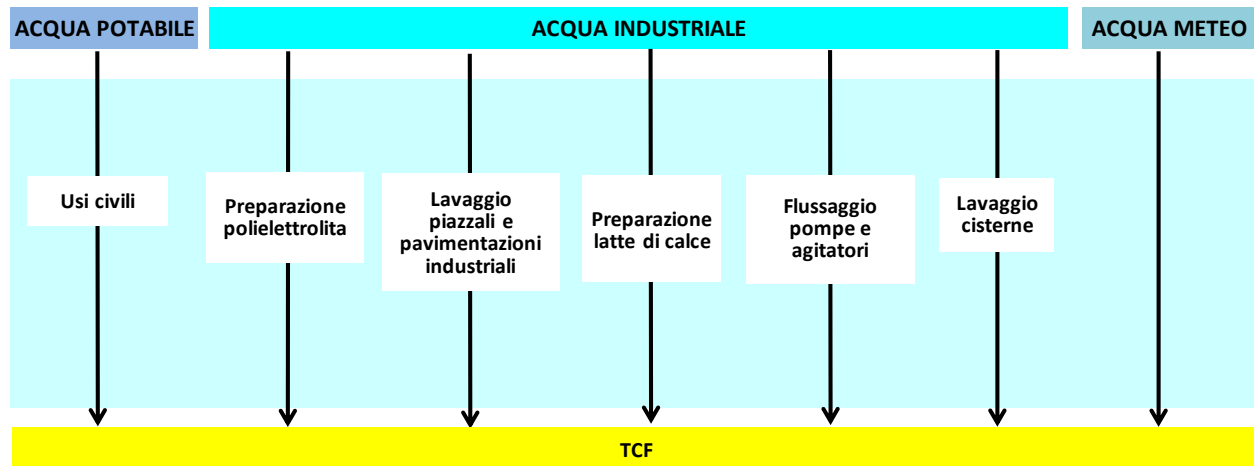 ACQUA POTABILE
ACQUA INDUSTRIALE
ACQUA METEO
Usi civili
Preparazione
polielettrolita
Lavaggio
piazzali e
pavimentazioni
industriali
Preparazione
latte di calce
Flussaggio
pompe e
agitatori
Lavaggio
cisterne
TCF